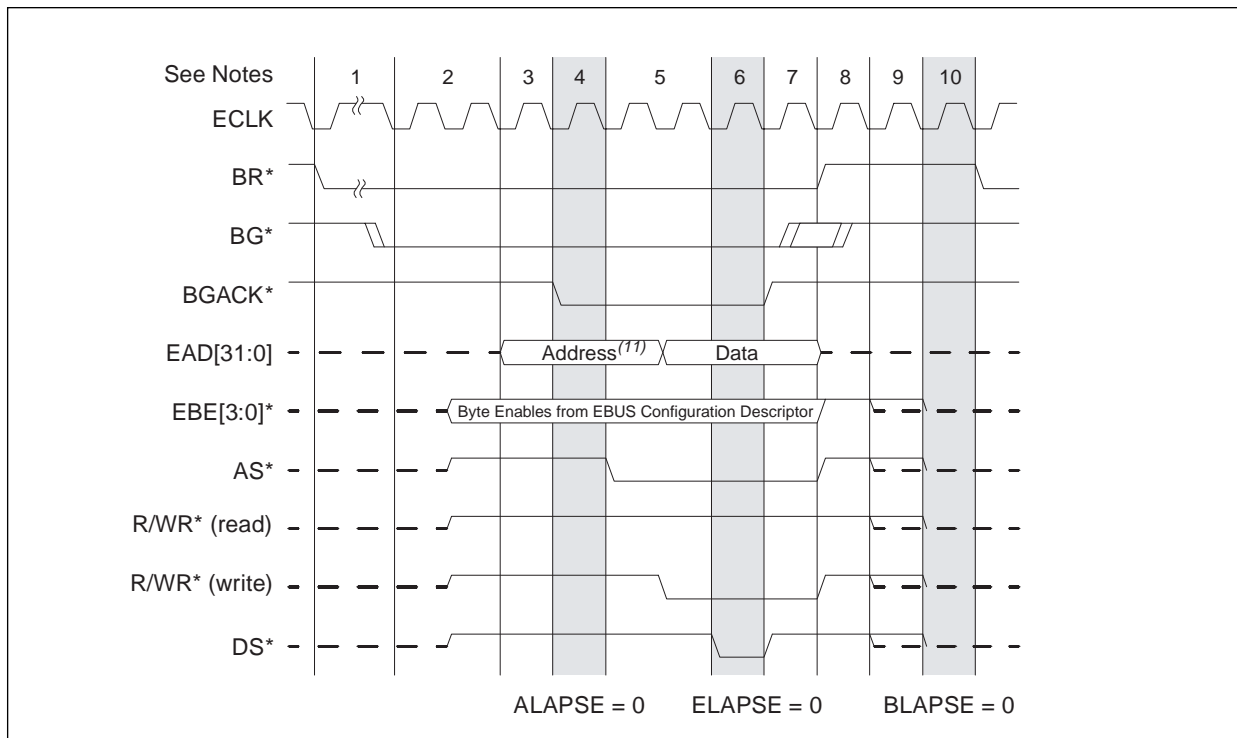 See Notes 1 2 3 4 5 6 7 8 9 10
ECLK
BR*
BG*
BGACK*
EAD[31:0] Address(11) Data
EBE[3:0]* Byte Enables from EBUS Configuration Descriptor
AS*
R/WR* (read)
R/WR* (write)
DS*
ALAPSE = 0 ELAPSE = 0 BLAPSE = 0